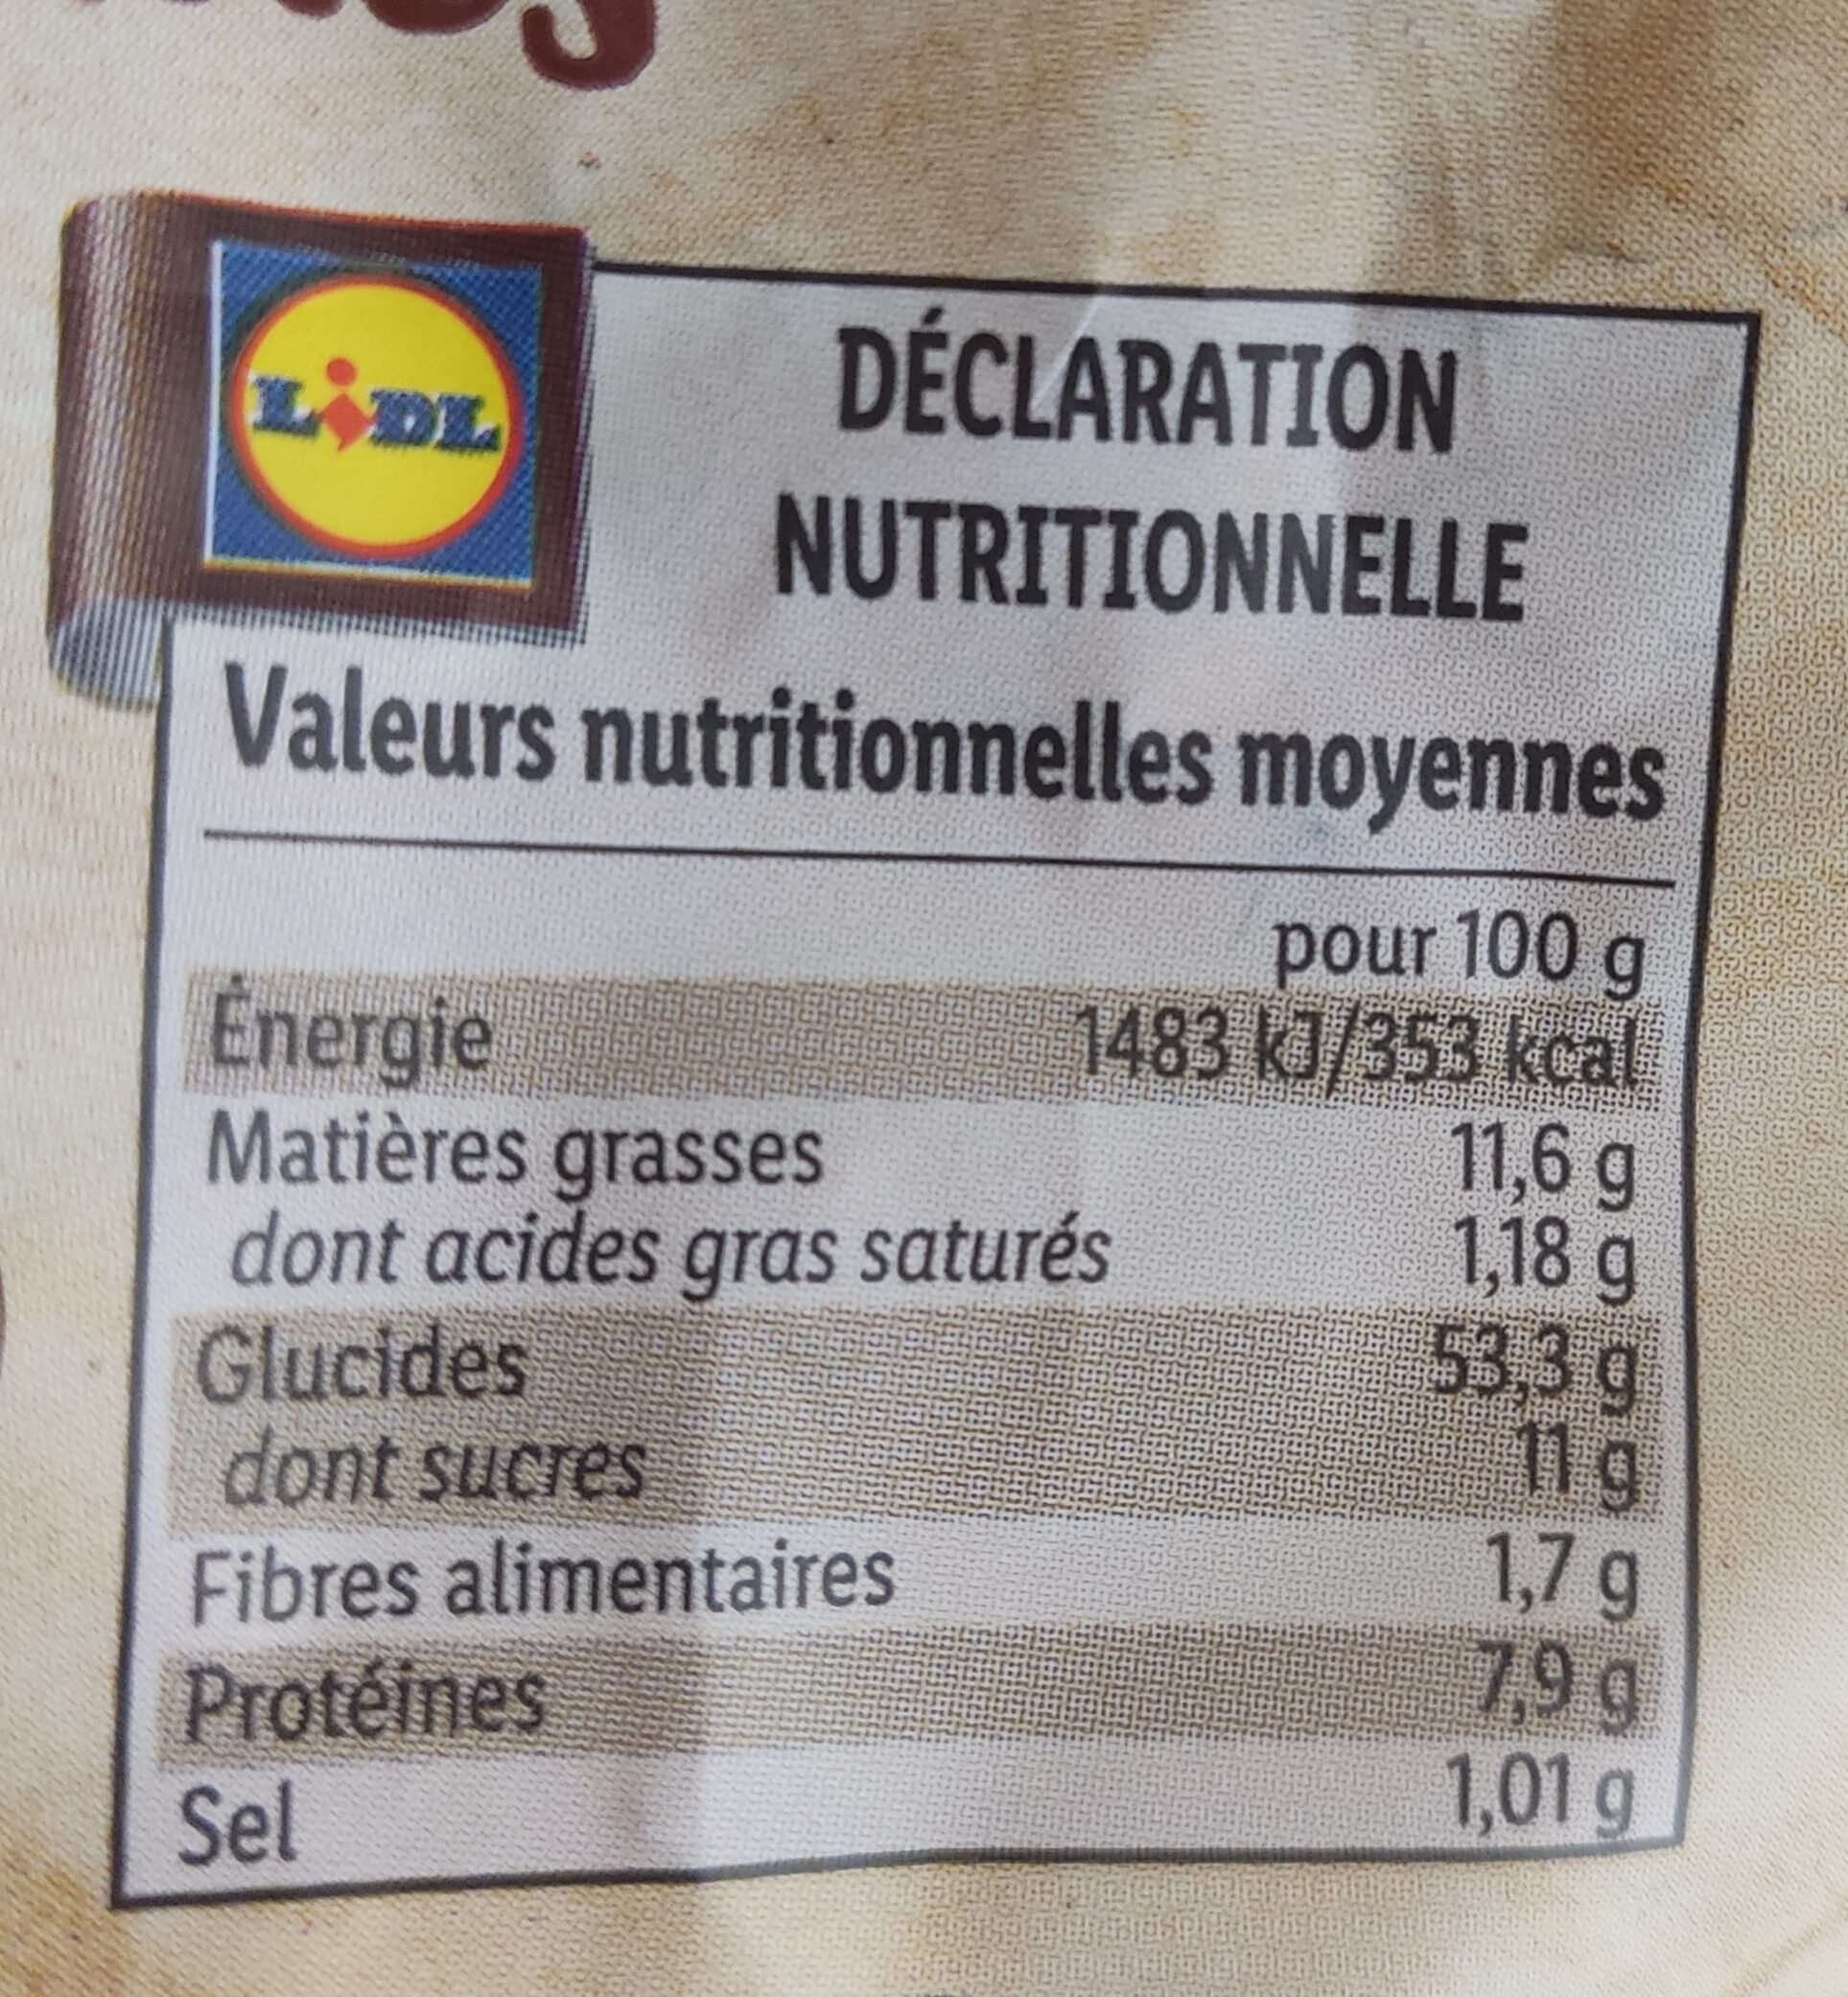 LIDL
DÉCLARATION
NUTRITIONNELLE
Valeurs nutritionnelles moyennes
pour 100 g
Énergie 1483 kJ/353 kcal
Matières grasses 11,6 g
dont acides gras saturés 1,18 g
Glucides 53,3 g
dont sucres 11 g
Fibres alimentaires 1,7 g
Protéines 7,9 g
Sel 1,01 g